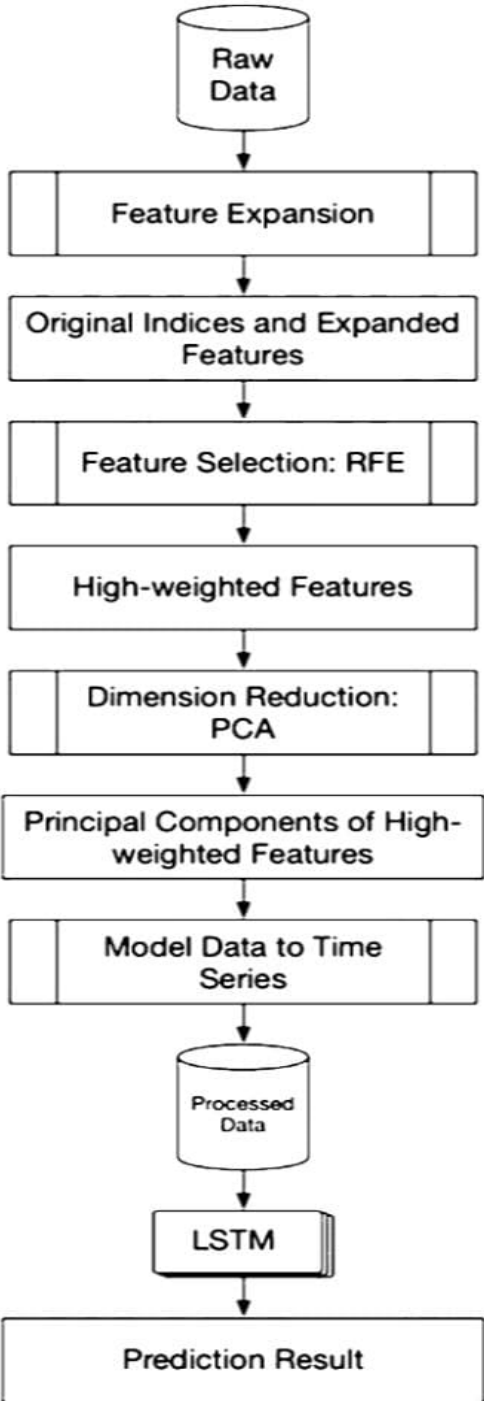 Raw
Data
Feature Expansion
Original Indices and Expanded
Features
Feature Selection: RFE
High-weighted Features
Dimension Reduction:
PCA
Principal Components of High-
weighted Features
Model Data to Time
Series
Processed
Data
LSTM
Prediction Result